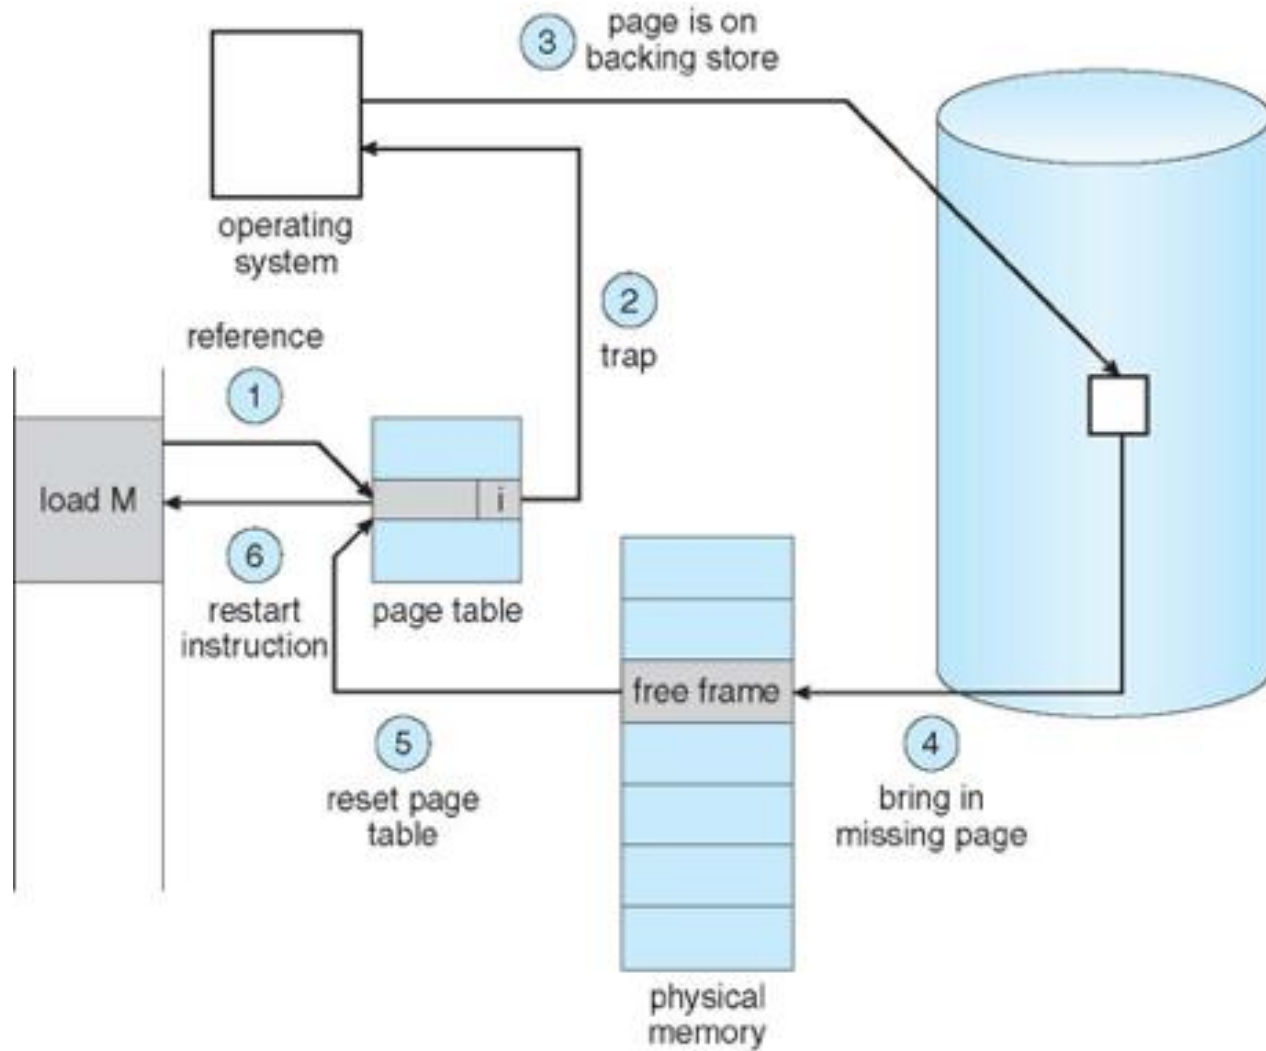 3
page is on
backing store
operating
system
2
trap
reference
1
load M
i
6
restart
instruction
page table
free frame
5
reset page
table
4
bring in
missing page
physical
memory